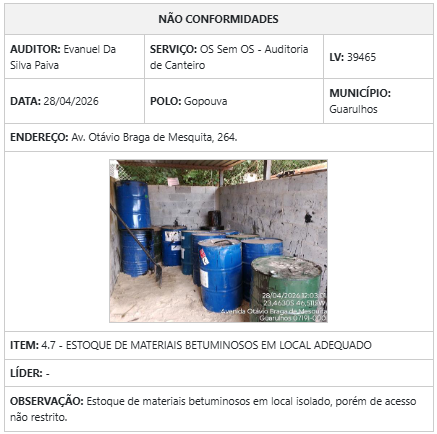 NÃO CONFORMIDADES
AUDITOR: Evanuel Da
Silva Paiva
SERVIÇO: OS Sem OS - Auditoria
de Canteiro
LV: 39465
DATA: 28/04/2026
POLO: Gopouva
MUNICÍPIO:
Guarulhos
ENDEREÇO: Av. Otávio Braga de Mesquita, 264.
28/04/2026 12:03:01
Avenida Otávio Braga de Mesquita
Guarulhos
ITEM: 4.7 - ESTOQUE DE MATERIAIS BETUMINOSOS EM LOCAL ADEQUADO
LÍDER: -
OBSERVAÇÃO: Estoque de materiais betuminosos em local isolado, porém de acesso
não restrito.